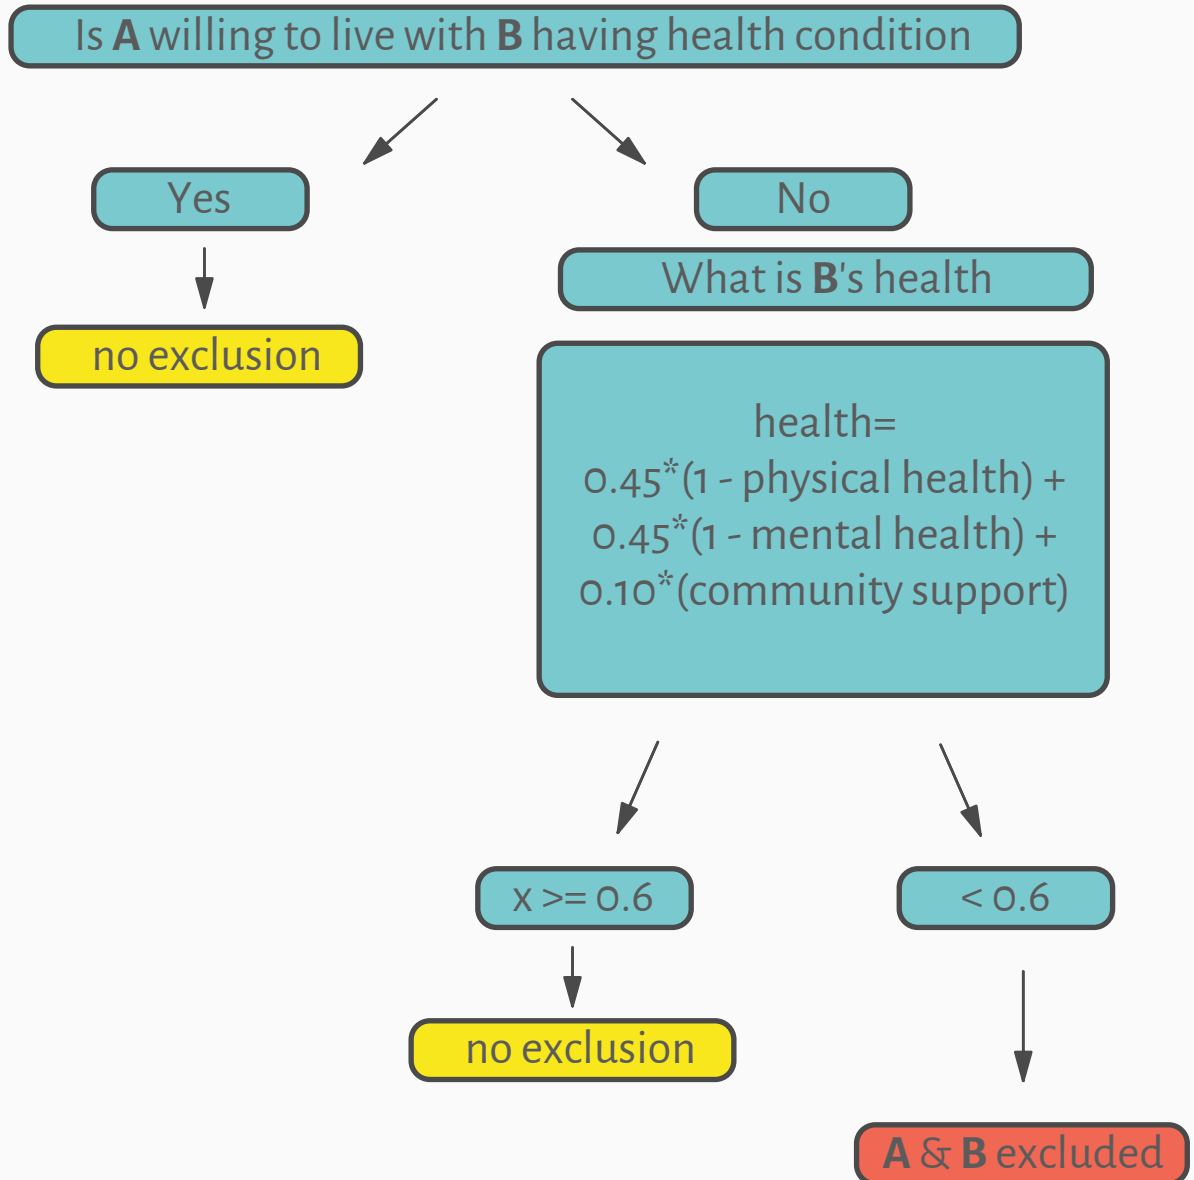 Is A willing to live with B having health condition
Yes
No
What is B's health
no exclusion
health=
0.45*(1 - physical health) +
0.45*(1 - mental health) +
0.10*(community support)
x >= 0.6
< 0.6
no exclusion
A & B excluded